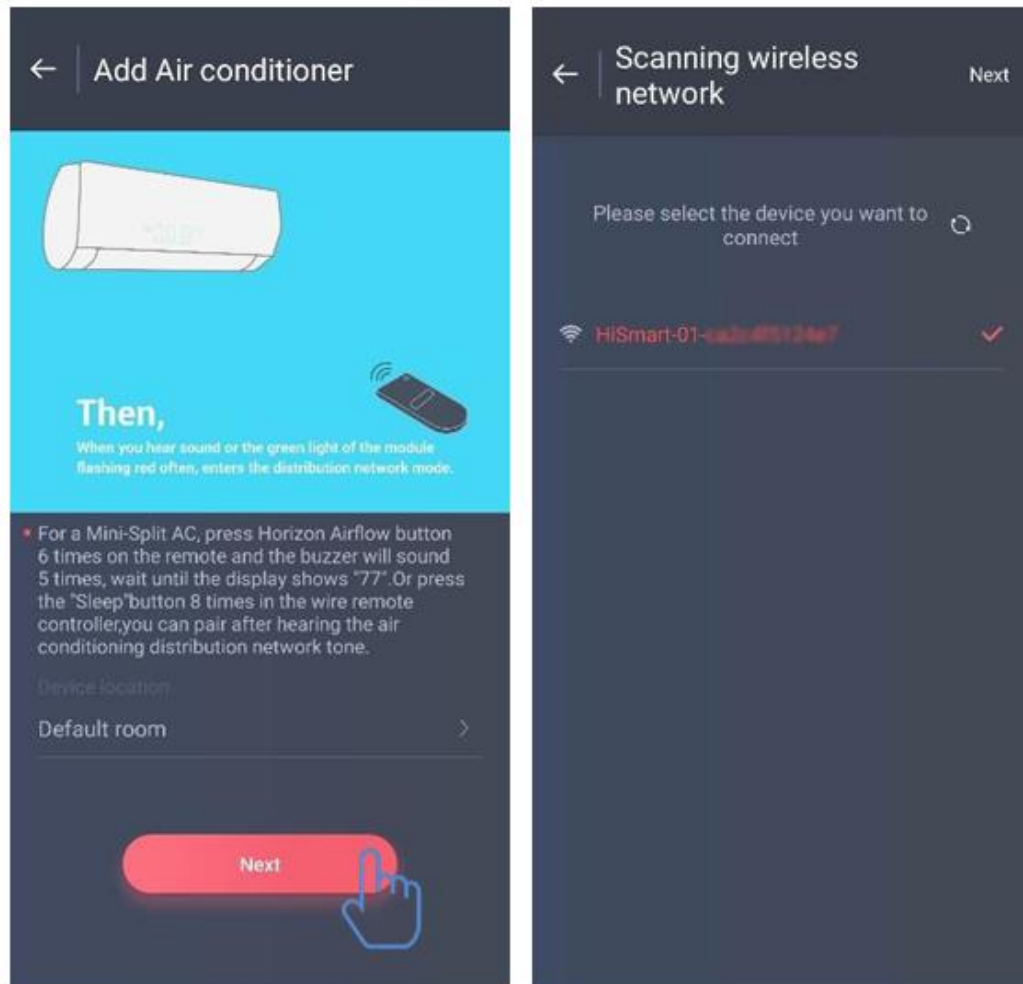 Add Air conditioner
Then,
When you hear sound or the green light of the module
flashing red often, enters the distribution network mode.
• For a Mini-Split AC, press Horizon Airflow button
6 times on the remote and the buzzer will sound
5 times, wait until the display shows "77".Or press
the "Sleep"button 8 times in the wire remote
controller,you can pair after hearing the air
conditioning distribution network tone.
Device location
Default room
Next
Scanning wireless
network
Next
Please select the device you want to
connect
HiSmart-01-